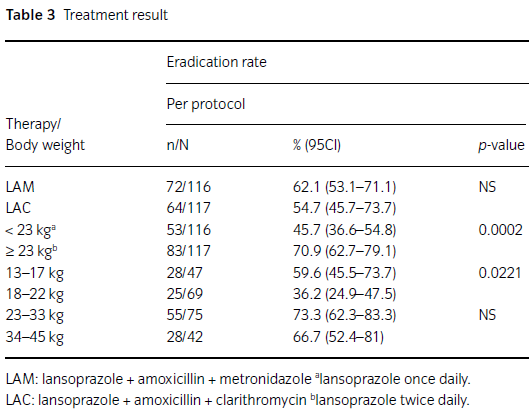 Table 3 Treatment result
Eradication rate
Per protocol
Therapy/
Body weight n/N % (95CI) p-value
LAM 72/116 62.1 (53.1–71.1) NS
LAC 64/117 54.7 (45.7–73.7)
< 23 kgᵃ 53/116 45.7 (36.6–54.8) 0.0002
≥ 23 kgᵇ 83/117 70.9 (62.7–79.1)
13–17 kg 28/47 59.6 (45.5–73.7) 0.0221
18–22 kg 25/69 36.2 (24.9–47.5)
23–33 kg 55/75 73.3 (62.3–83.3) NS
34–45 kg 28/42 66.7 (52.4–81)
LAM: lansoprazole + amoxicillin + metronidazole ᵃlansoprazole once daily.
LAC: lansoprazole + amoxicillin + clarithromycin ᵇlansoprazole twice daily.